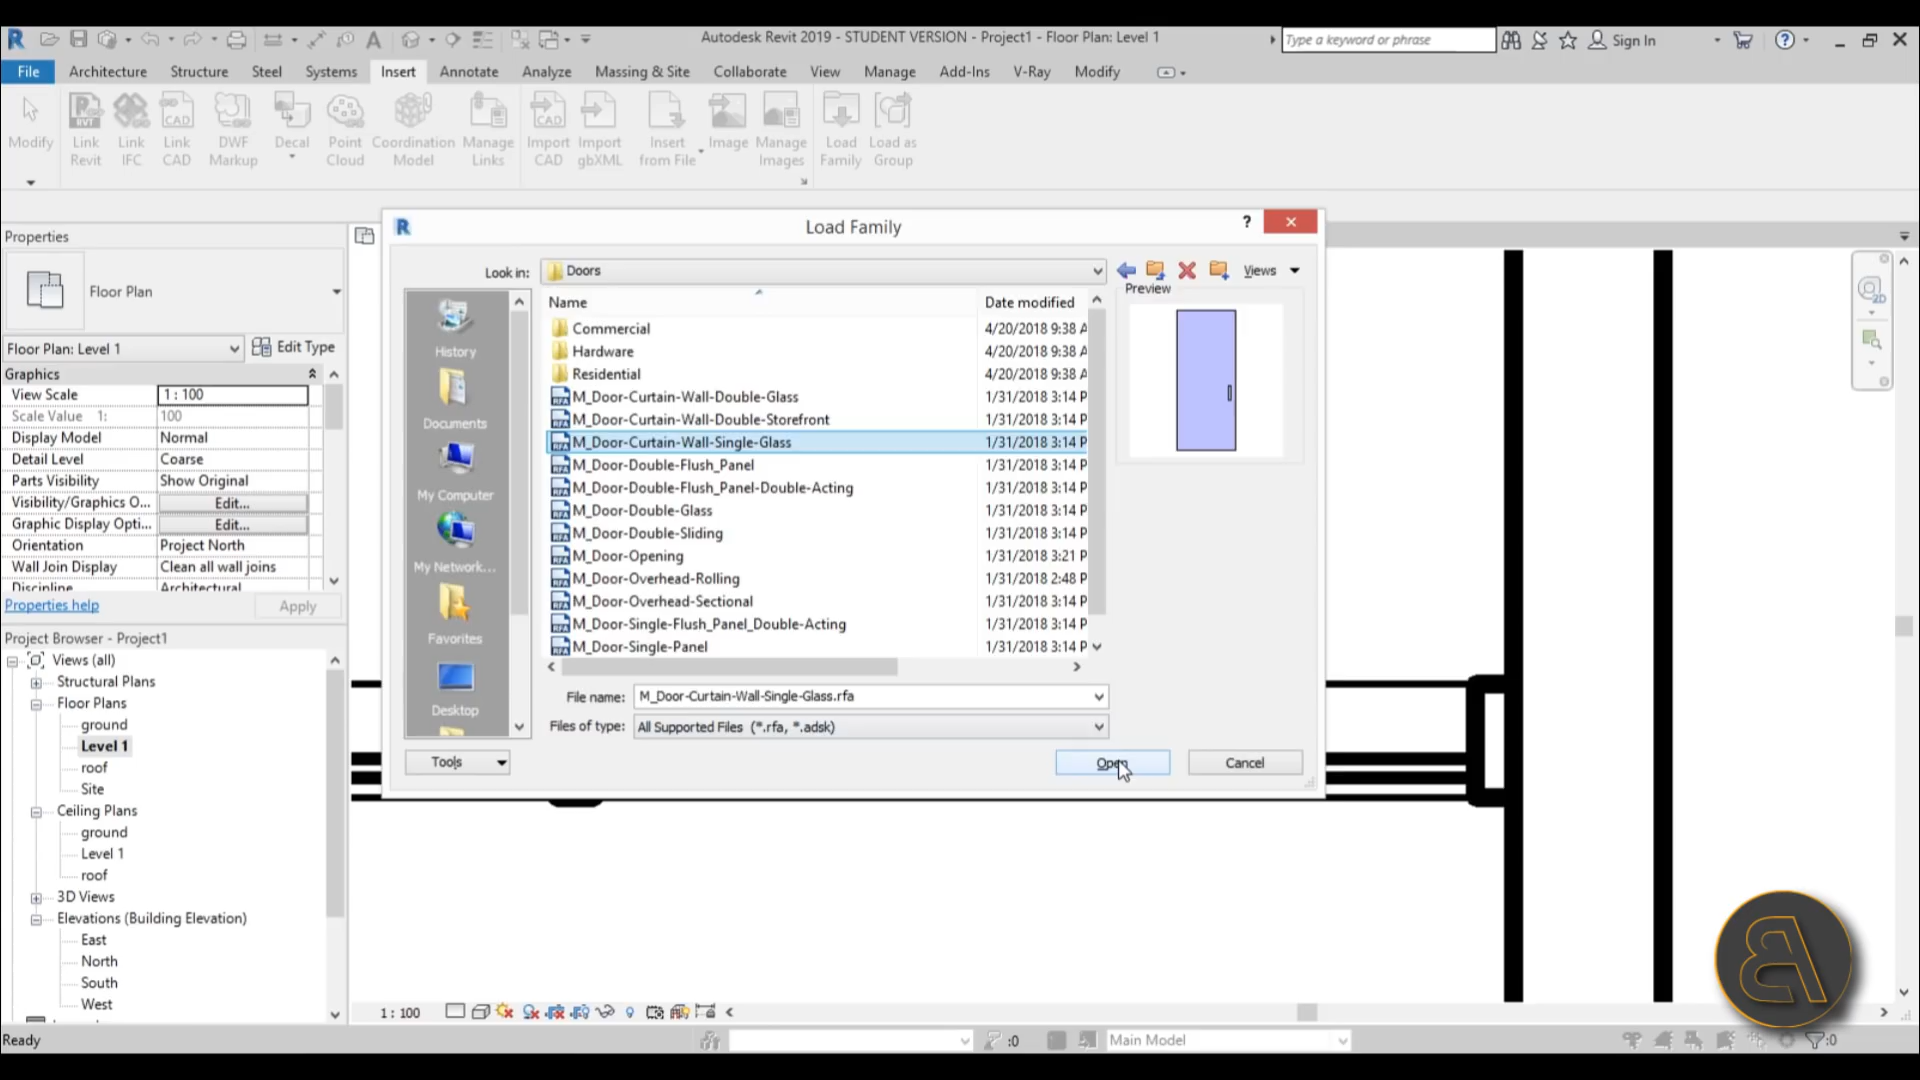 Autodesk Revit 2019 - STUDENT VERSION - Project1 - Floor Plan: Level 1
Type a keyword or phrase
Sign In
File Architecture Structure Steel Systems Insert Annotate Analyze Massing & Site Collaborate View Manage Add-Ins V-Ray Modify
Modify
Link Revit
Link IFC
Link CAD
DWF Markup
Decal
Point Cloud
Coordination Model
Manage Links
Import CAD
Import gbXML
Insert from File
Image
Manage Images
Load Family
Load as Group
Properties
Floor Plan
Floor Plan: Level 1
Edit Type
Graphics
View Scale 1 : 100
Scale Value 1: 100
Display Model Normal
Detail Level Coarse
Parts Visibility Show Original
Visibility/Graphics O... Edit...
Graphic Display Opti... Edit...
Orientation Project North
Wall Join Display Clean all wall joins
Discipline Architectural
Properties help
Apply
Project Browser - Project1
Views (all)
Structural Plans
Floor Plans
ground
Level 1
roof
Site
Ceiling Plans
ground
Level 1
roof
3D Views
Elevations (Building Elevation)
East
North
South
West
Load Family
Look in: Doors
Views
Preview
History
Documents
My Computer
My Network...
Favorites
Desktop
Name Date modified
Commercial 4/20/2018 9:38 A
Hardware 4/20/2018 9:38 A
Residential 4/20/2018 9:38 A
M_Door-Curtain-Wall-Double-Glass 1/31/2018 3:14 P
M_Door-Curtain-Wall-Double-Storefront 1/31/2018 3:14 P
M_Door-Curtain-Wall-Single-Glass 1/31/2018 3:14 P
M_Door-Double-Flush_Panel 1/31/2018 3:14 P
M_Door-Double-Flush_Panel-Double-Acting 1/31/2018 3:14 P
M_Door-Double-Glass 1/31/2018 3:14 P
M_Door-Double-Sliding 1/31/2018 3:14 P
M_Door-Opening 1/31/2018 3:21 P
M_Door-Overhead-Rolling 1/31/2018 2:48 P
M_Door-Overhead-Sectional 1/31/2018 3:14 P
M_Door-Single-Flush_Panel_Double-Acting 1/31/2018 3:14 P
M_Door-Single-Panel 1/31/2018 3:14 P
File name: M_Door-Curtain-Wall-Single-Glass.rfa
Files of type: All Supported Files (*.rfa, *.adsk)
Tools
Open
Cancel
1 : 100
Ready
:0
Main Model
:0